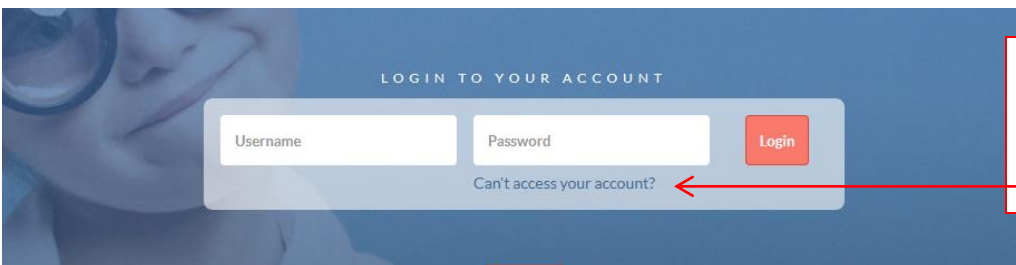 LOGIN TO YOUR ACCOUNT
Username
Password
Login
Can't access your account?